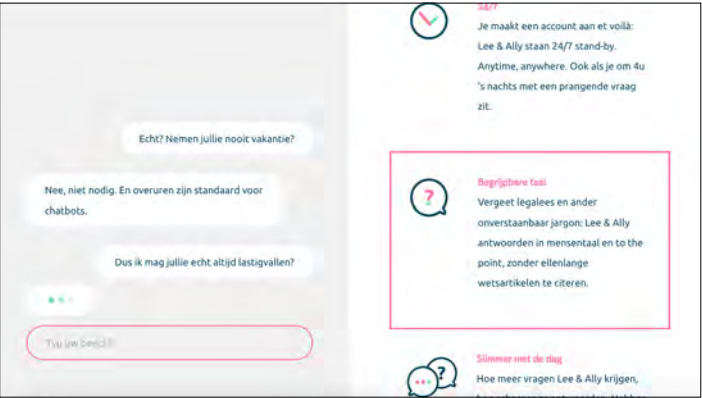 Echt? Nemen jullie nooit vakantie?
Nee, niet nodig. En overuren zijn standaard voor
chatbots.
Dus ik mag jullie echt altijd lastigvallen?
Typ uw bericht
24/7
Je maakt een account aan et voilà:
Lee & Ally staan 24/7 stand-by.
Anytime, anywhere. Ook als je om 4u
's nachts met een prangende vraag
zit.
Begrijpbare taal
Vergeet legalees en ander
onverstaanbaar jargon: Lee & Ally
antwoorden in mensentaal en to the
point, zonder ellenlange
wetsartikelen te citeren.
Slimmer met de dag
Hoe meer vragen Lee & Ally krijgen,